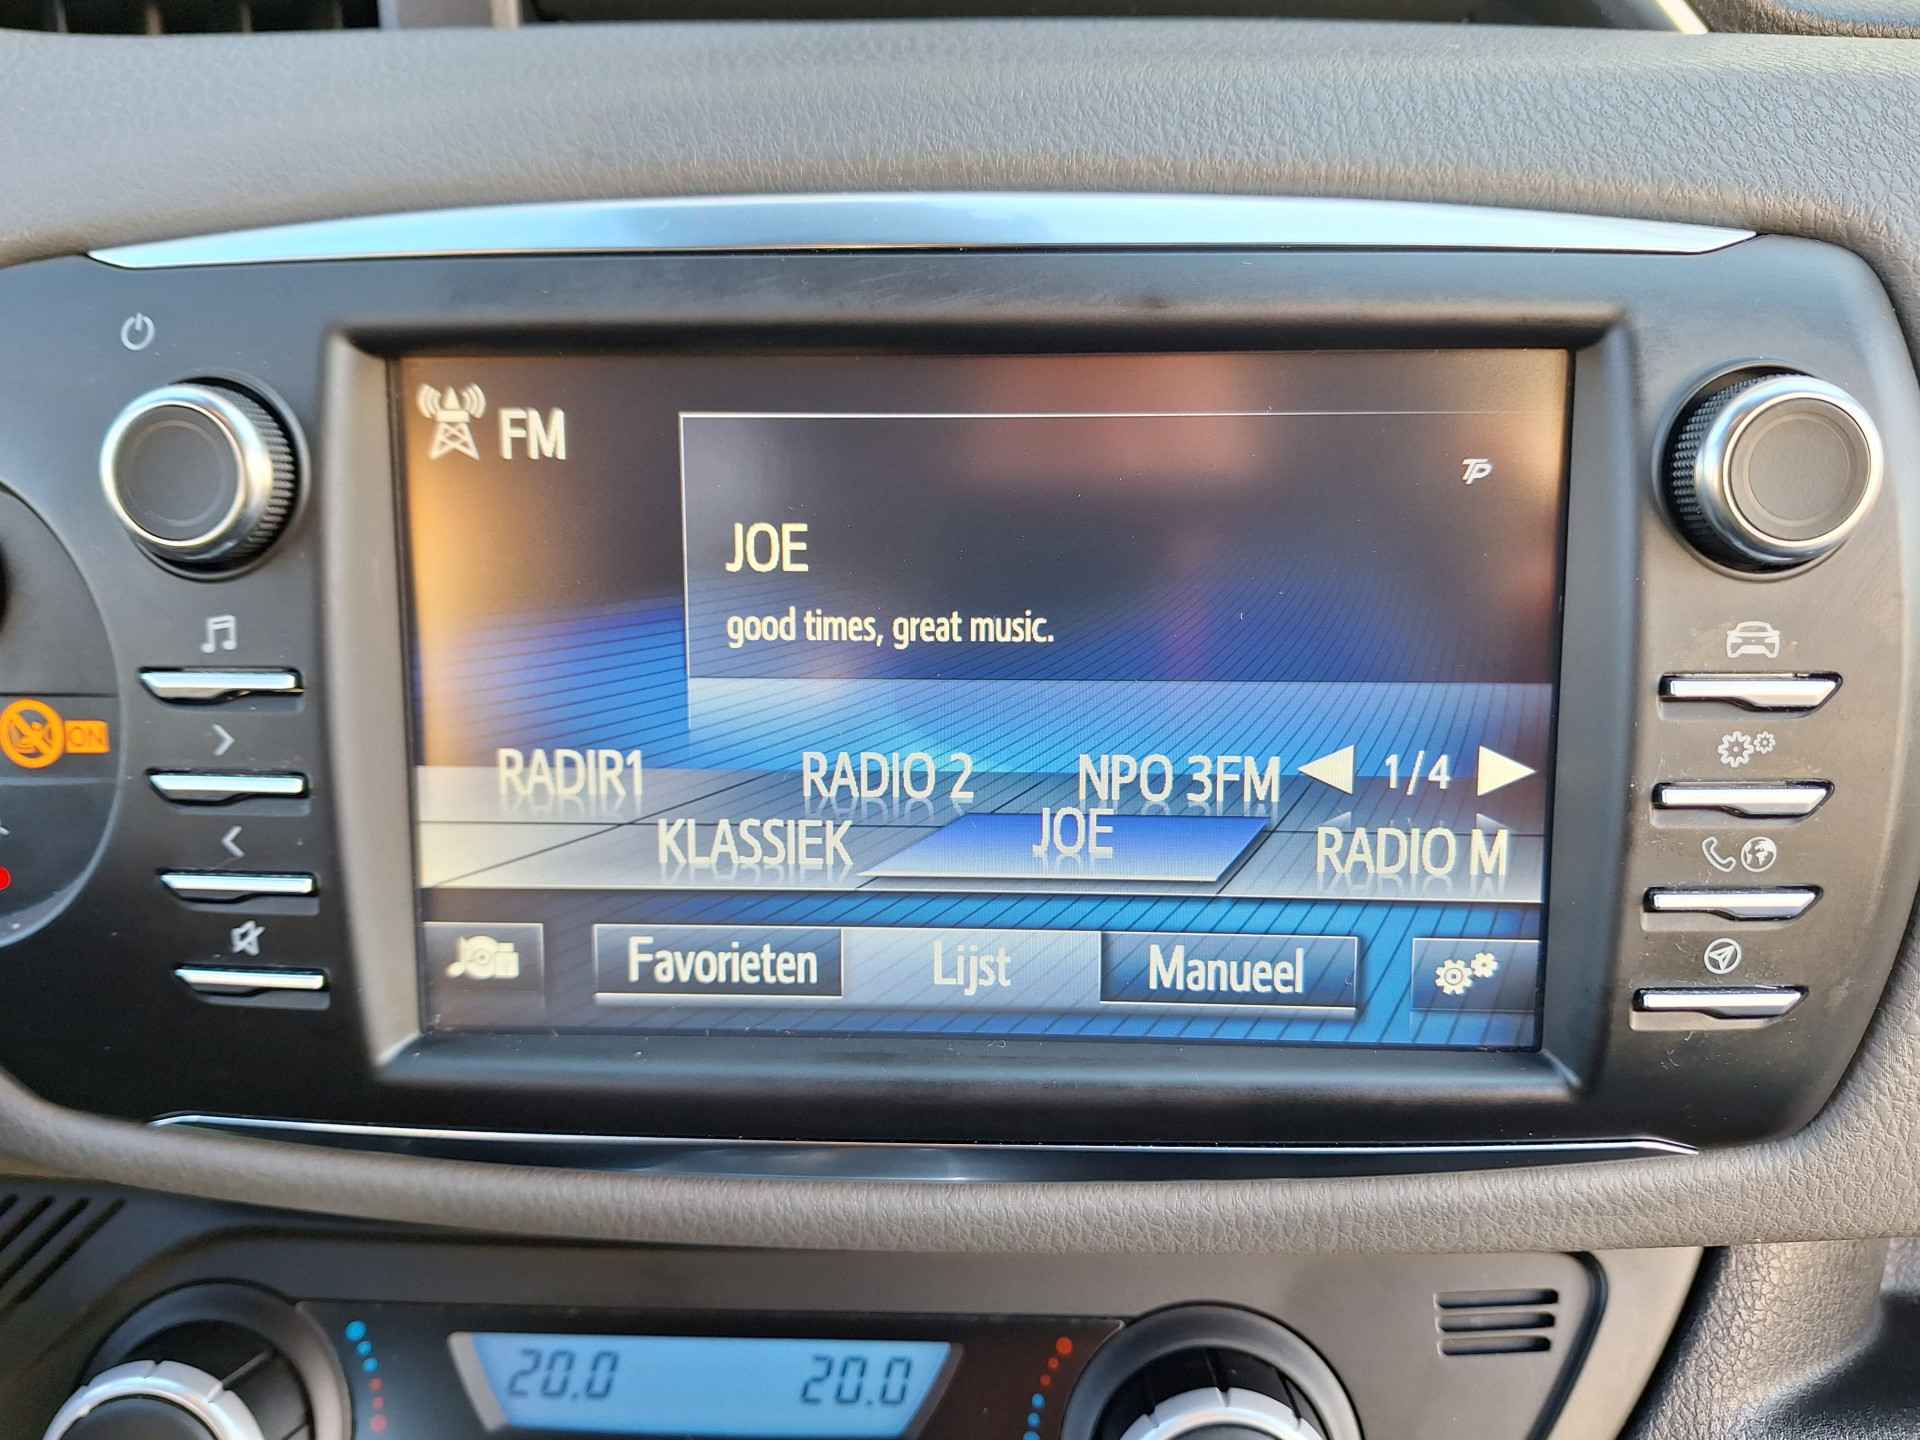 FM
TP
JOE
good times, great music.
RADIR1 RADIO 2 NPO 3FM 1/4
KLASSIEK JOE RADIO M
Favorieten Lijst Manueel
ON
20.0 20.0